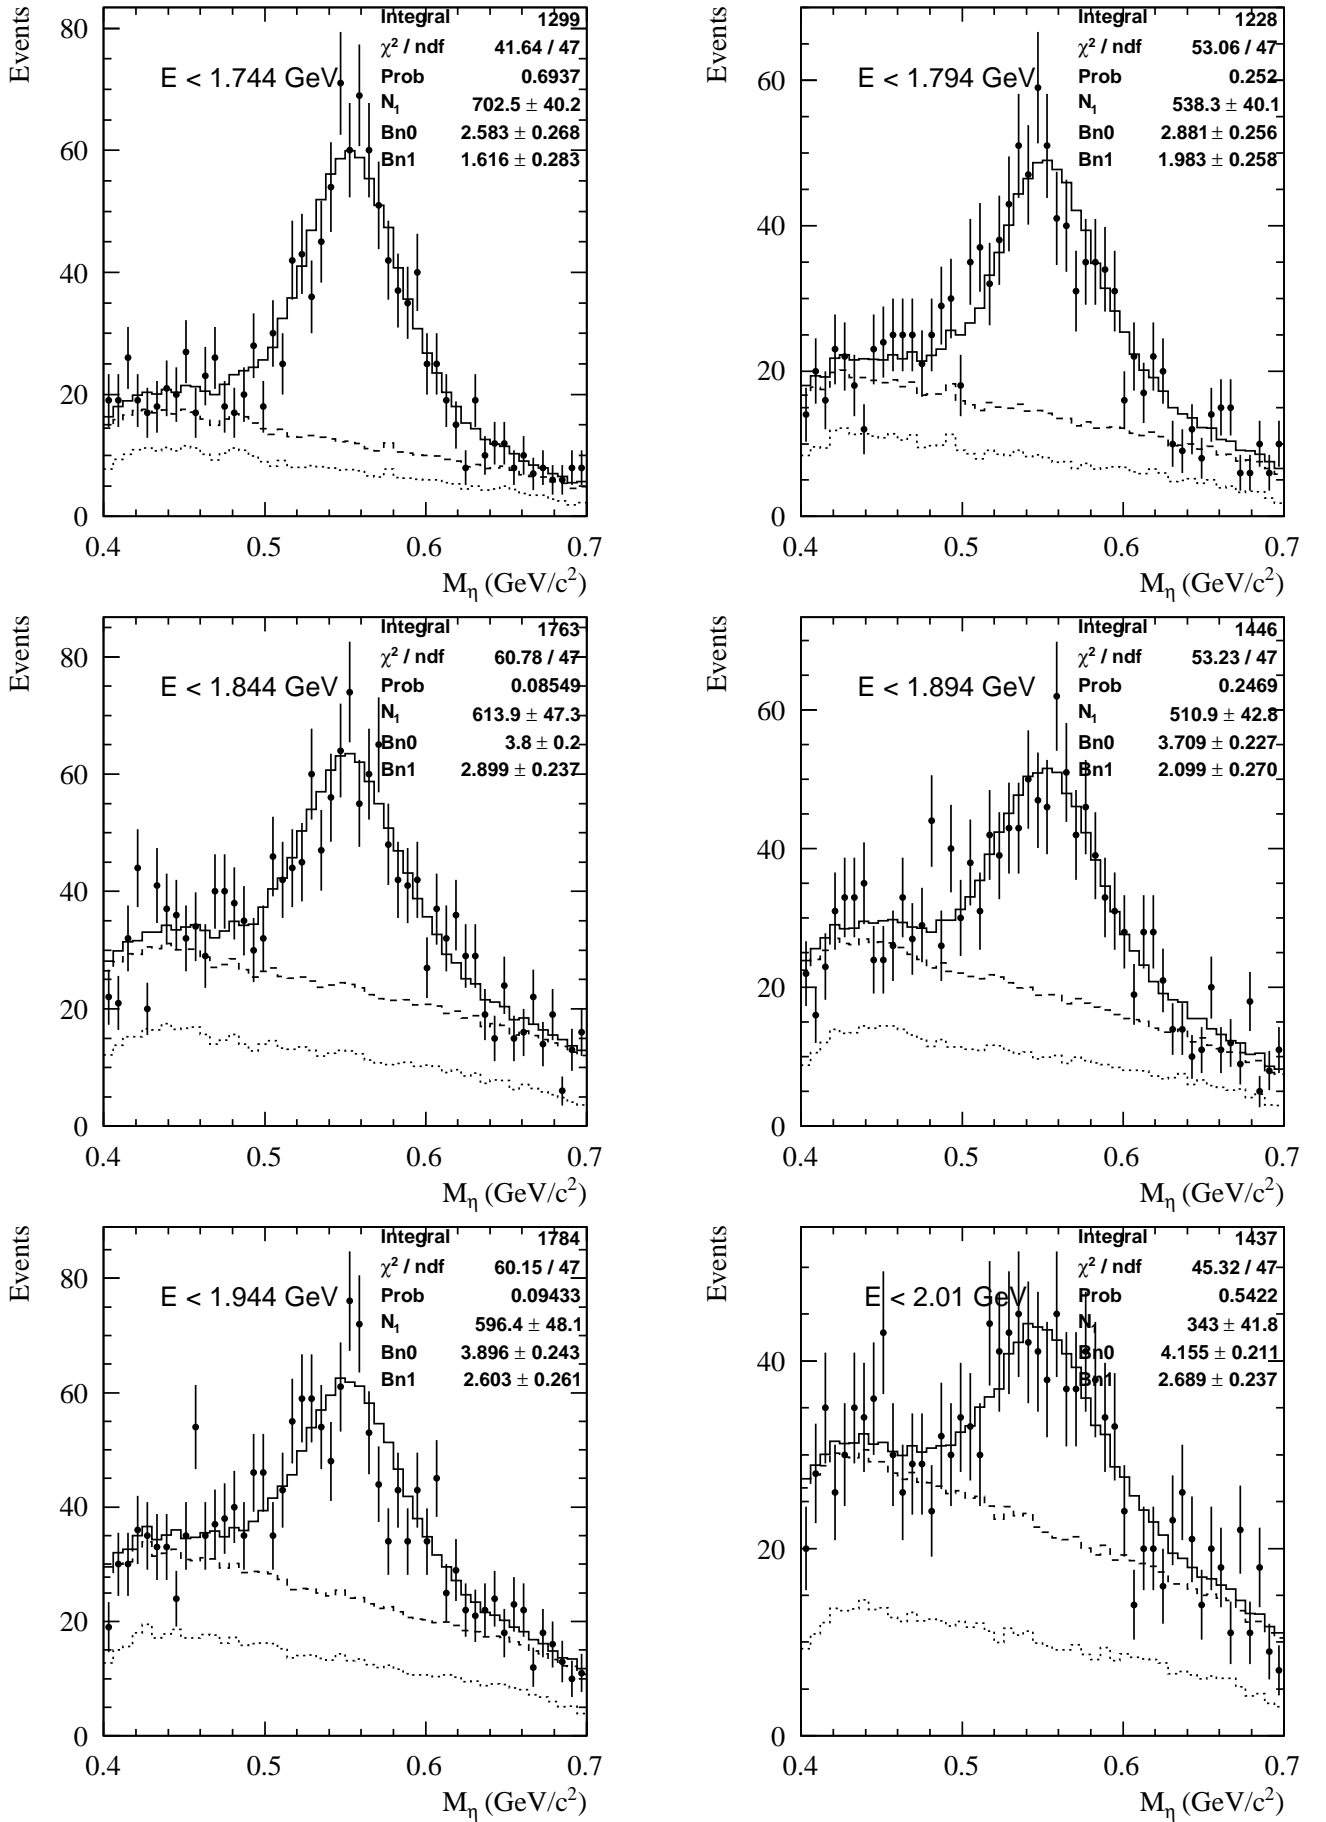 Events
E < 1.744 GeV
Integral 1299
χ² / ndf 41.64 / 47
Prob 0.6937
N₁ 702.5 ± 40.2
Bn0 2.583 ± 0.268
Bn1 1.616 ± 0.283
80
60
40
20
0
0.4 0.5 0.6 0.7
M_η (GeV/c²)
Events
E < 1.794 GeV
Integral 1228
χ² / ndf 53.06 / 47
Prob 0.252
N₁ 538.3 ± 40.1
Bn0 2.881 ± 0.256
Bn1 1.983 ± 0.258
60
40
20
0
0.4 0.5 0.6 0.7
M_η (GeV/c²)
Events
E < 1.844 GeV
Integral 1763
χ² / ndf 60.78 / 47
Prob 0.08549
N₁ 613.9 ± 47.3
Bn0 3.8 ± 0.2
Bn1 2.899 ± 0.237
80
60
40
20
0
0.4 0.5 0.6 0.7
M_η (GeV/c²)
Events
E < 1.894 GeV
Integral 1446
χ² / ndf 53.23 / 47
Prob 0.2469
N₁ 510.9 ± 42.8
Bn0 3.709 ± 0.227
Bn1 2.099 ± 0.270
60
40
20
0
0.4 0.5 0.6 0.7
M_η (GeV/c²)
Events
E < 1.944 GeV
Integral 1784
χ² / ndf 60.15 / 47
Prob 0.09433
N₁ 596.4 ± 48.1
Bn0 3.896 ± 0.243
Bn1 2.603 ± 0.261
80
60
40
20
0
0.4 0.5 0.6 0.7
M_η (GeV/c²)
Events
E < 2.01 GeV
Integral 1437
χ² / ndf 45.32 / 47
Prob 0.5422
N₁ 343 ± 41.8
Bn0 4.155 ± 0.211
Bn1 2.689 ± 0.237
40
20
0
0.4 0.5 0.6 0.7
M_η (GeV/c²)